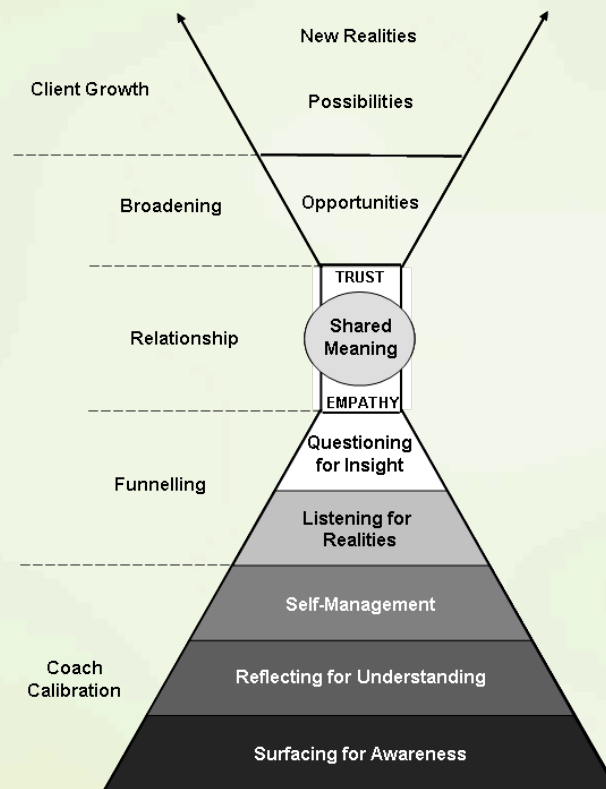 New Realities
Client Growth
Possibilities
Broadening
Opportunities
TRUST
Relationship
Shared
Meaning
EMPATHY
Questioning
for Insight
Funnelling
Listening for
Realities
Self-Management
Coach
Calibration
Reflecting for Understanding
Surfacing for Awareness